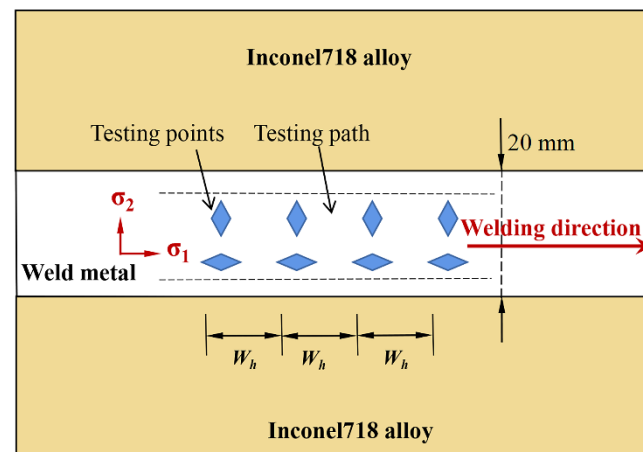 Inconel718 alloy
Testing points
Testing path
20 mm
σ2
σ1
Welding direction
Weld metal
Wh
Wh
Wh
Inconel718 alloy